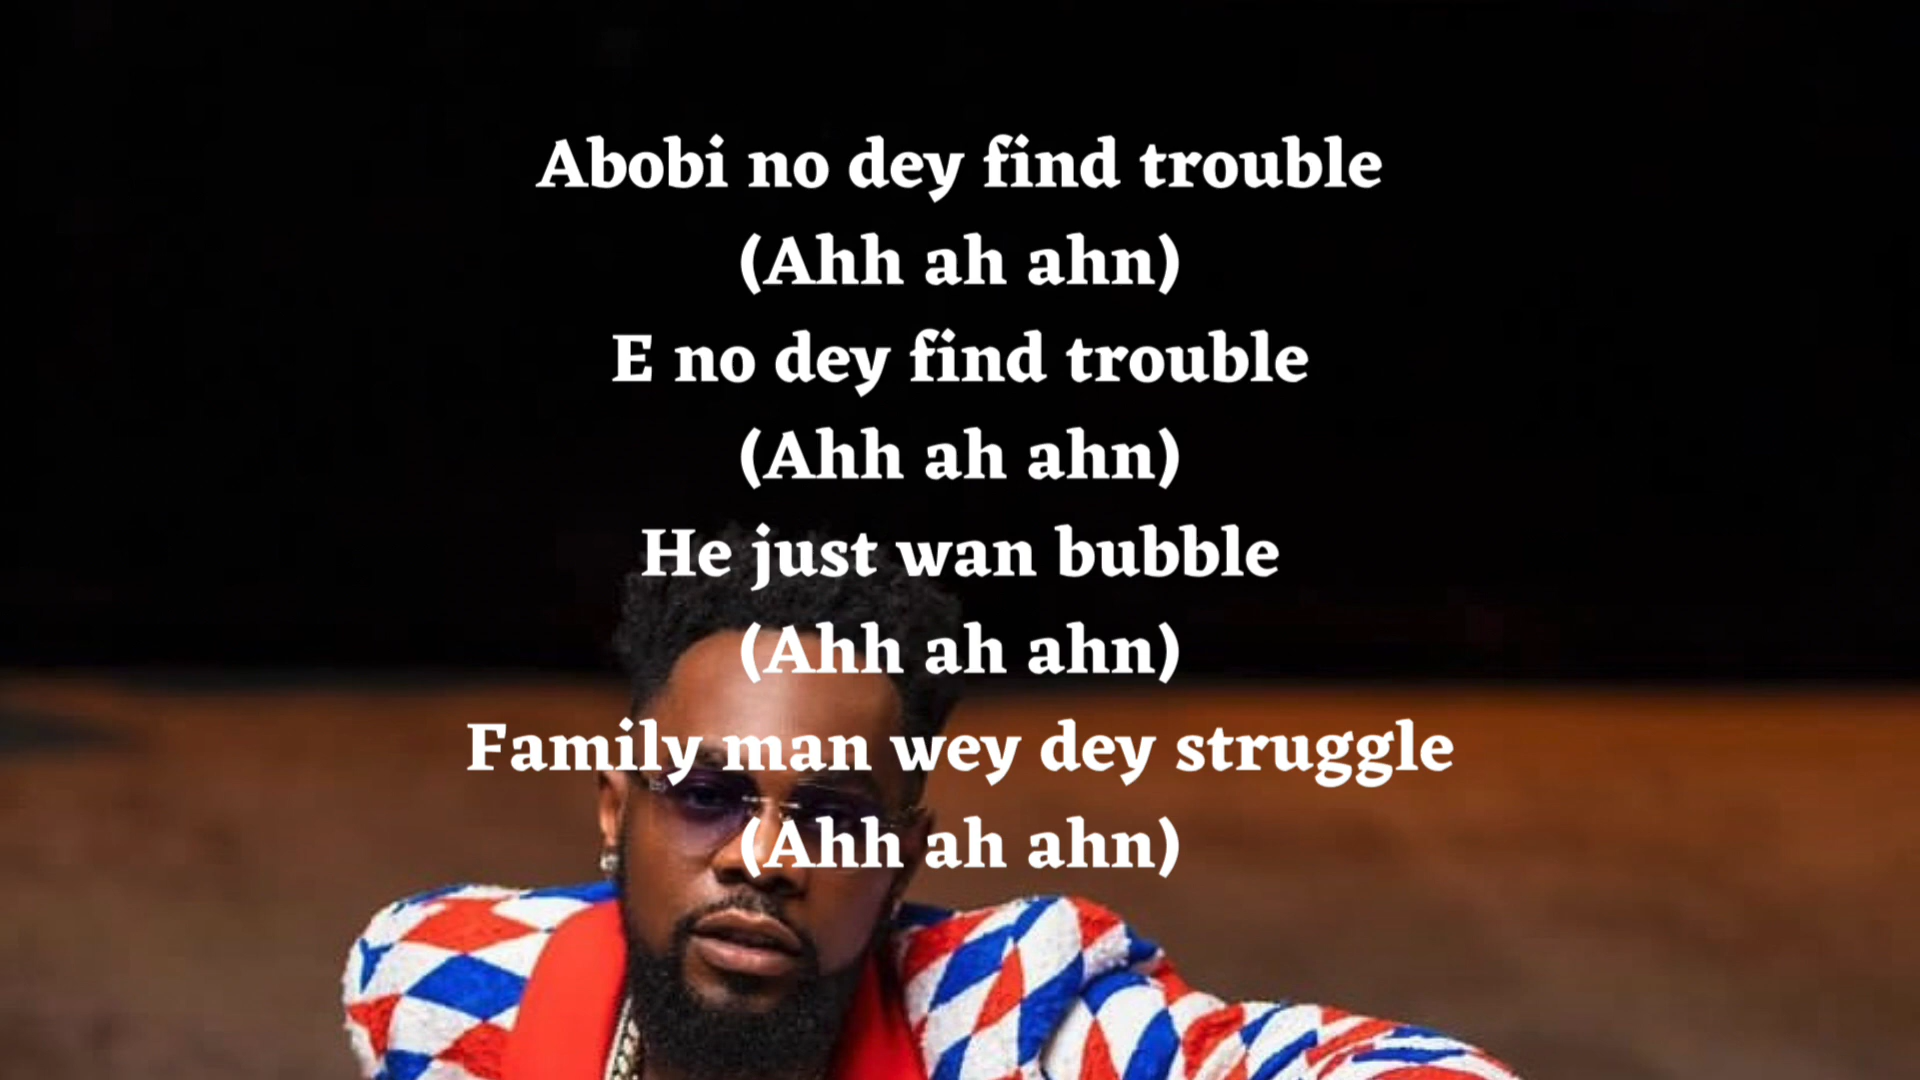 Abobi no dey find trouble
(Ahh ah ahn)
E no dey find trouble
(Ahh ah ahn)
He just wan bubble
(Ahh ah ahn)
Family man wey dey struggle
(Ahh ah ahn)